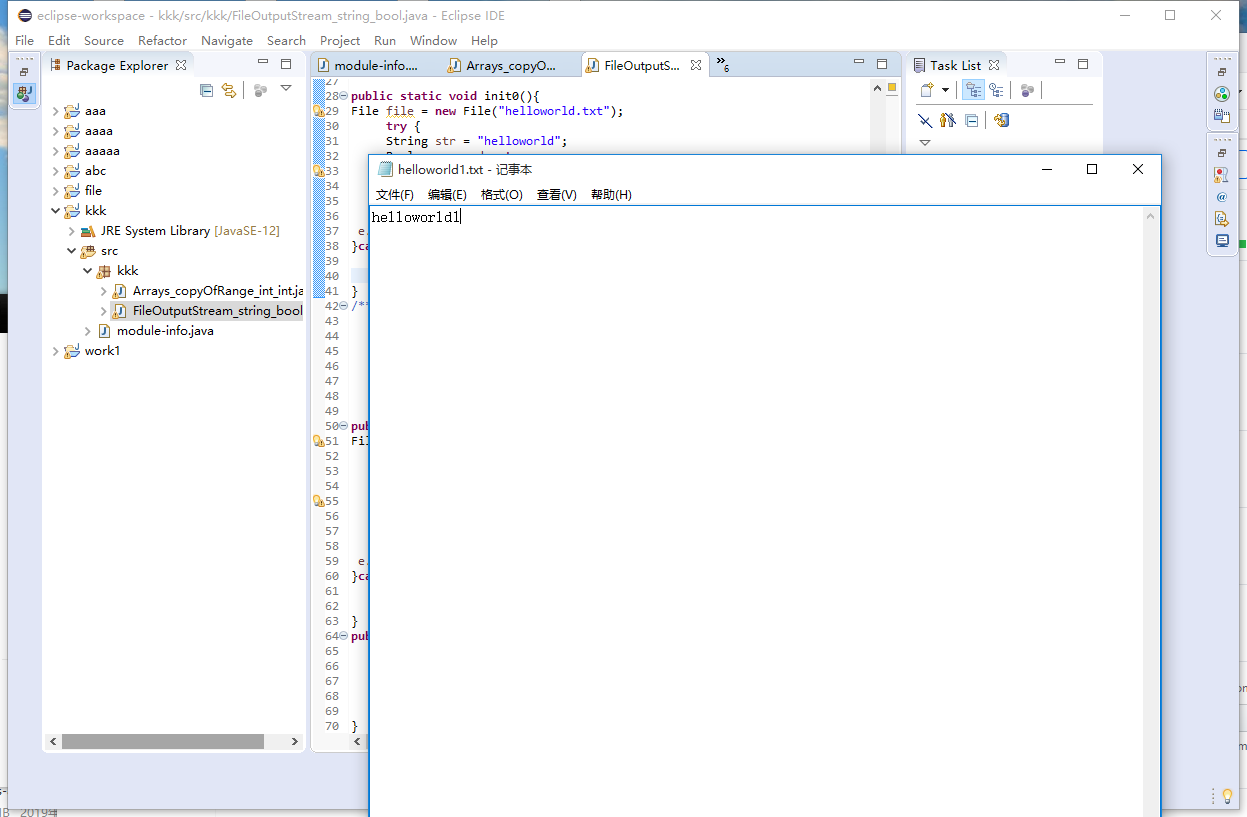 eclipse-workspace - kkk/src/kkk/FileOutputStream_string_bool.java - Eclipse IDE
File Edit Source Refactor Navigate Search Project Run Window Help
Package Explorer
aaa
aaaa
aaaaa
abc
file
kkk
JRE System Library [JavaSE-12]
src
kkk
Arrays_copyOfRange_int_int.ja
FileOutputStream_string_bool
module-info.java
work1
module-info.... Arrays_copyO... FileOutputS... »6
27
28 public static void init0(){
29 File file = new File("helloworld.txt");
30 try {
31 String str = "helloworld";
32
33
34
35
36
37 e.
38 }ca
39
40
41 }
42 /**
43
44
45
46
47
48
49
50 pub
51 Fil
52
53
54
55
56
57
58
59 e.
60 }ca
61
62
63 }
64 pub
65
66
67
68
69
70 }
Task List
helloworld1.txt - 记事本
文件(F) 编辑(E) 格式(O) 查看(V) 帮助(H)
helloworld1